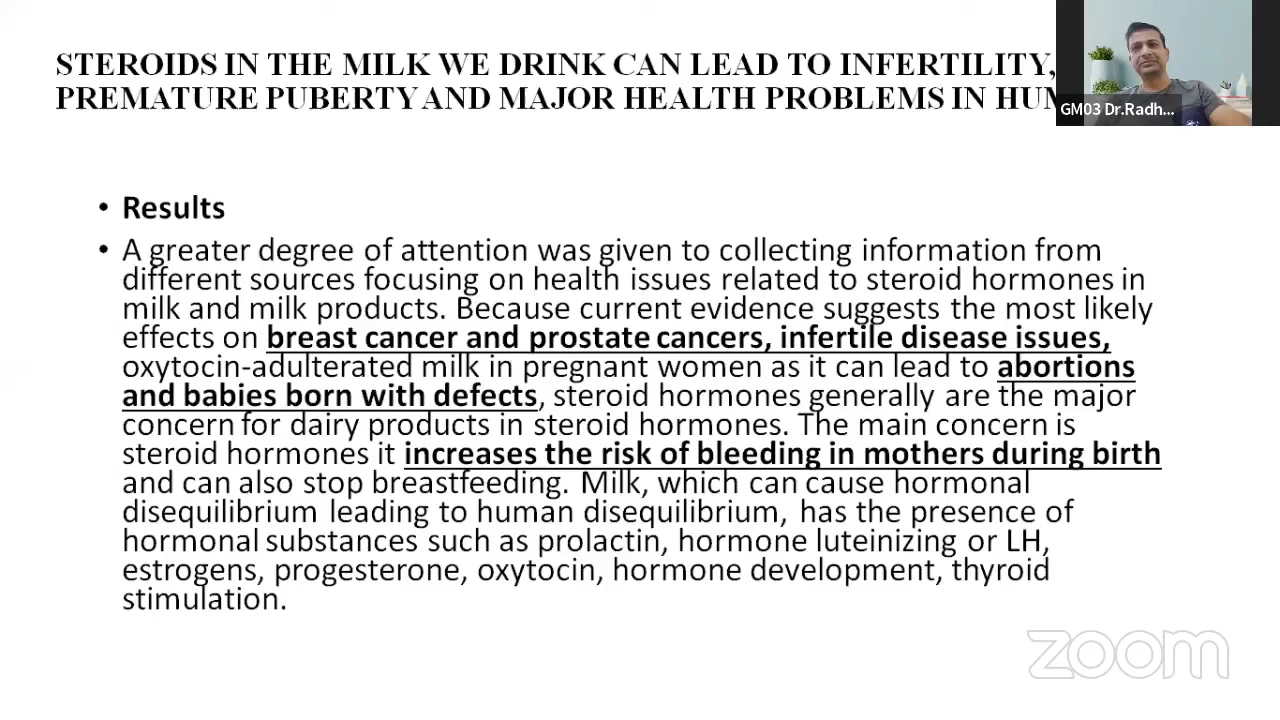 STEROIDS IN THE MILK WE DRINK CAN LEAD TO INFERTILITY,
PREMATURE PUBERTY AND MAJOR HEALTH PROBLEMS IN
GM03 Dr.Radh...
• Results
• A greater degree of attention was given to collecting information from
different sources focusing on health issues related to steroid hormones in
milk and milk products. Because current evidence suggests the most likely
effects on breast cancer and prostate cancers, infertile disease issues,
oxytocin-adulterated milk in pregnant women as it can lead to abortions
and babies born with defects, steroid hormones generally are the major
concern for dairy products in steroid hormones. The main concern is
steroid hormones it increases the risk of bleeding in mothers during birth
and can also stop breastfeeding. Milk, which can cause hormonal
disequilibrium leading to human disequilibrium, has the presence of
hormonal substances such as prolactin, hormone luteinizing or LH,
estrogens, progesterone, oxytocin, hormone development, thyroid
stimulation.
zoom